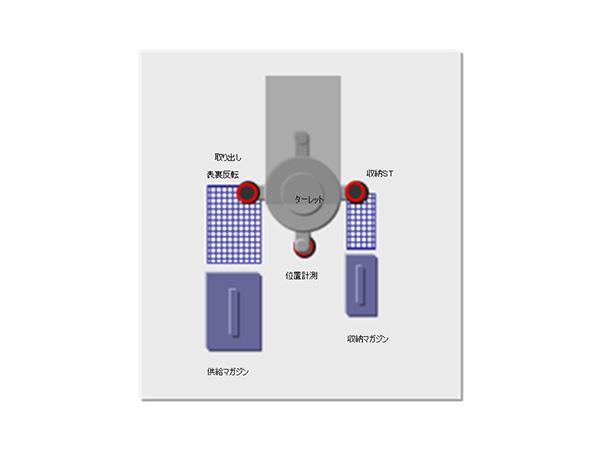 取り出し
表裏反転
収納ST
ターレット
位置計測
収納マガジン
供給マガジン